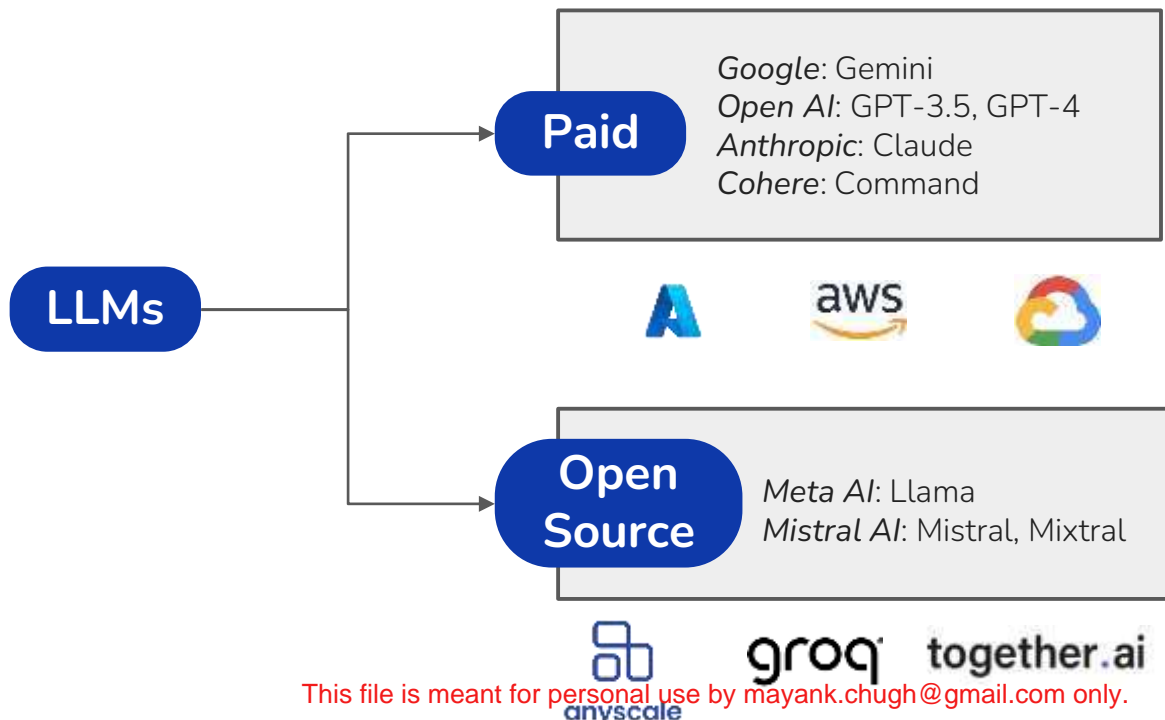 Google: Gemini
Open AI: GPT-3.5, GPT-4
Anthropic: Claude
Cohere: Command
Paid
LLMs
aws
Open
Source
Meta AI: Llama
Mistral AI: Mistral, Mixtral
groq
together.ai
This file is meant for personal use by mayank.chugh@gmail.com only.
anyscale